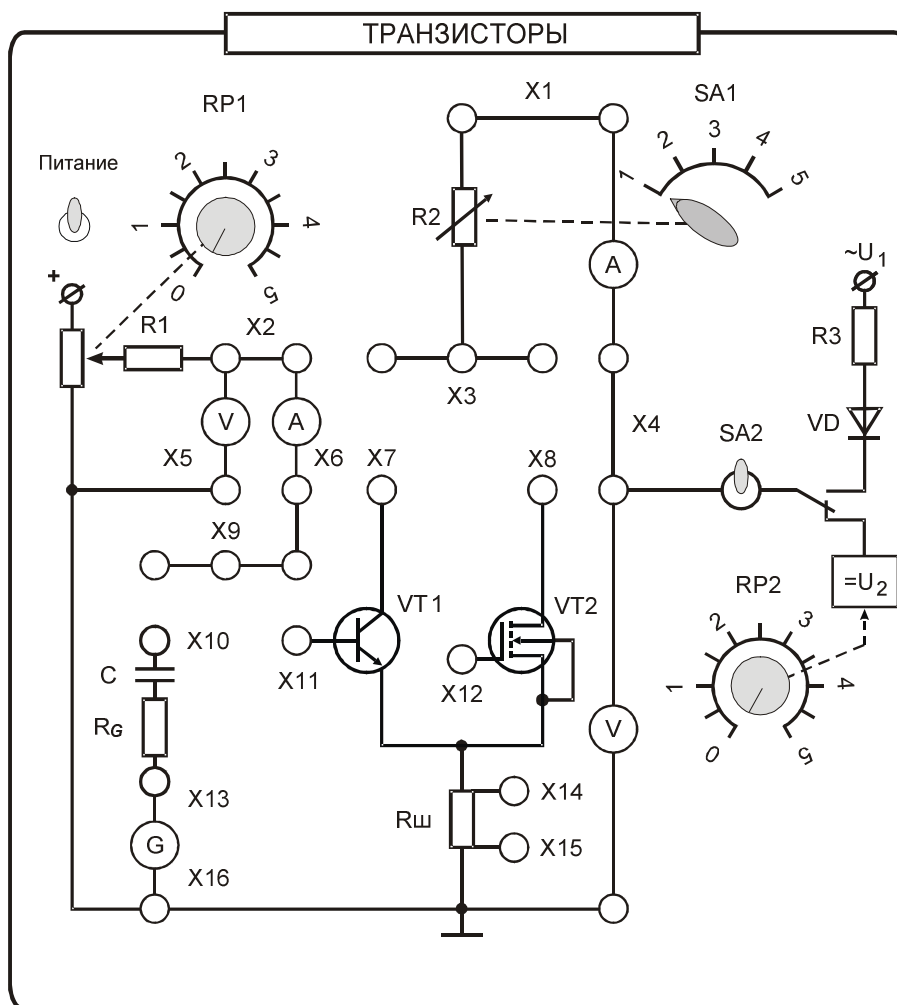 ТРАНЗИСТОРЫ
X1
SA1
RP1
Питание
0 1 2 3 4 5
1 2 3 4 5
R2
A
~U1
+
R1
X2
R3
X3
V
A
X4
VD
SA2
X5
X6
X7
X8
X9
=U2
RP2
VT1
VT2
0 1 2 3 4 5
X10
C
X11
X12
RG
V
X13
X14
Rш
G
X15
X16